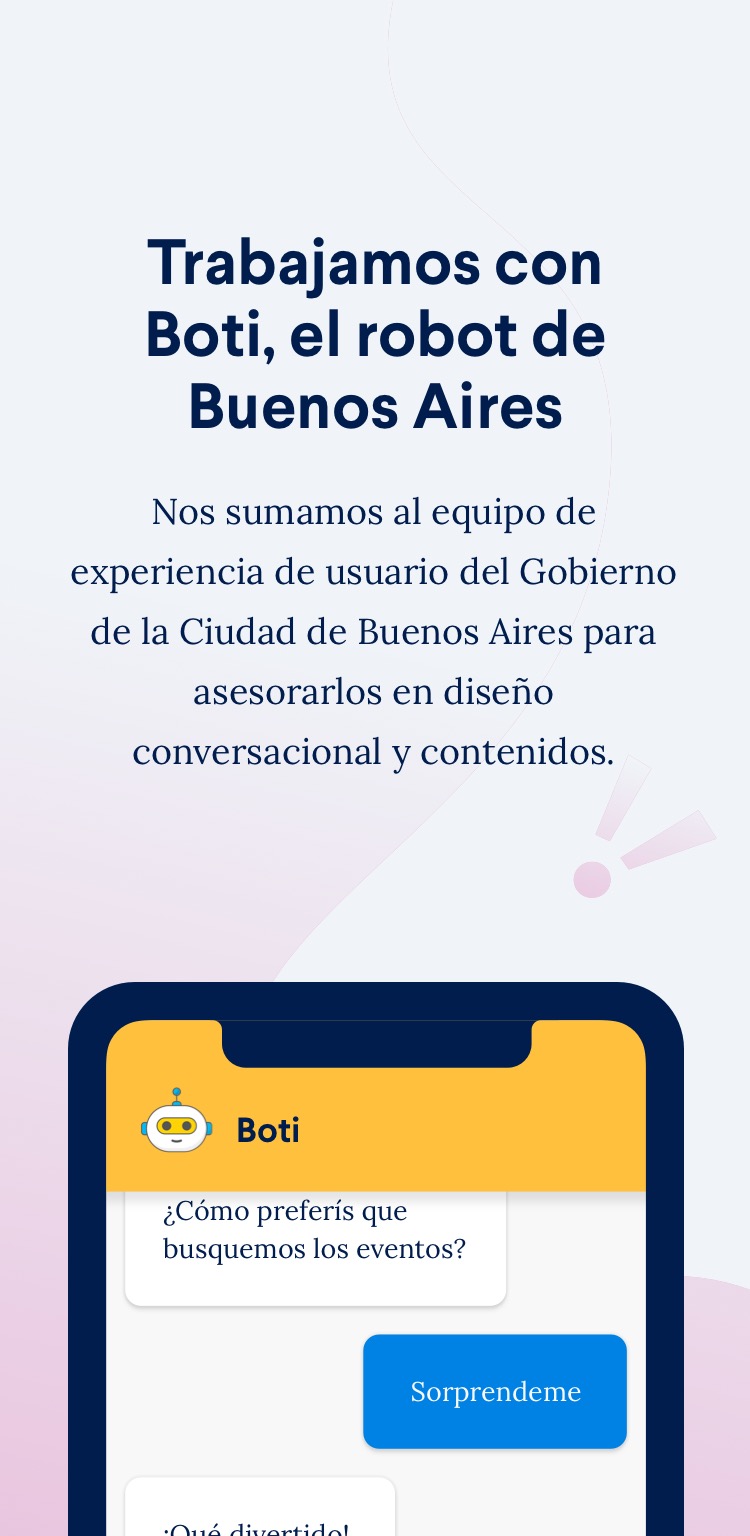 Trabajamos con
Boti, el robot de
Buenos Aires
Nos sumamos al equipo de
experiencia de usuario del Gobierno
de la Ciudad de Buenos Aires para
asesorarlos en diseño
conversacional y contenidos.
Boti
¿Cómo preferís que
busquemos los eventos?
Sorprendeme
¡Qué divertido!